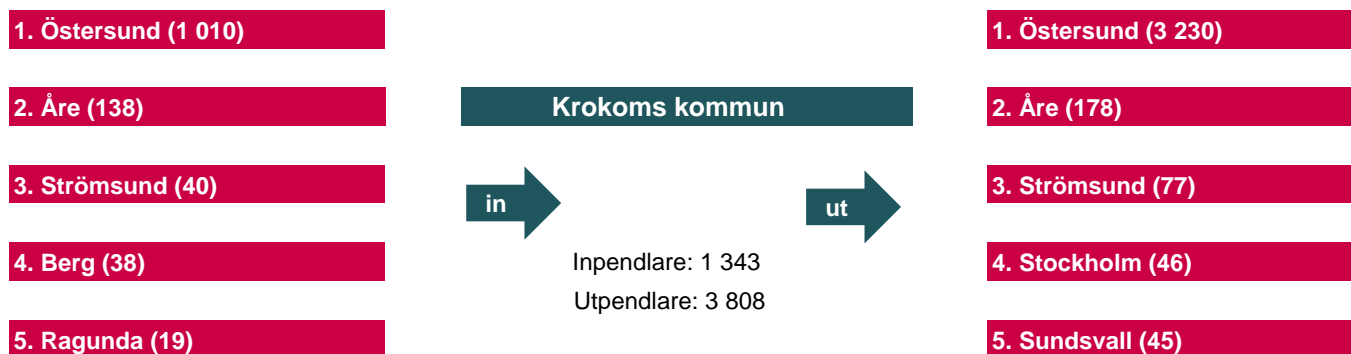 1. Östersund (1 010)
2. Åre (138)
3. Strömsund (40)
4. Berg (38)
5. Ragunda (19)
Krokoms kommun
in
ut
Inpendlare: 1 343
Utpendlare: 3 808
1. Östersund (3 230)
2. Åre (178)
3. Strömsund (77)
4. Stockholm (46)
5. Sundsvall (45)